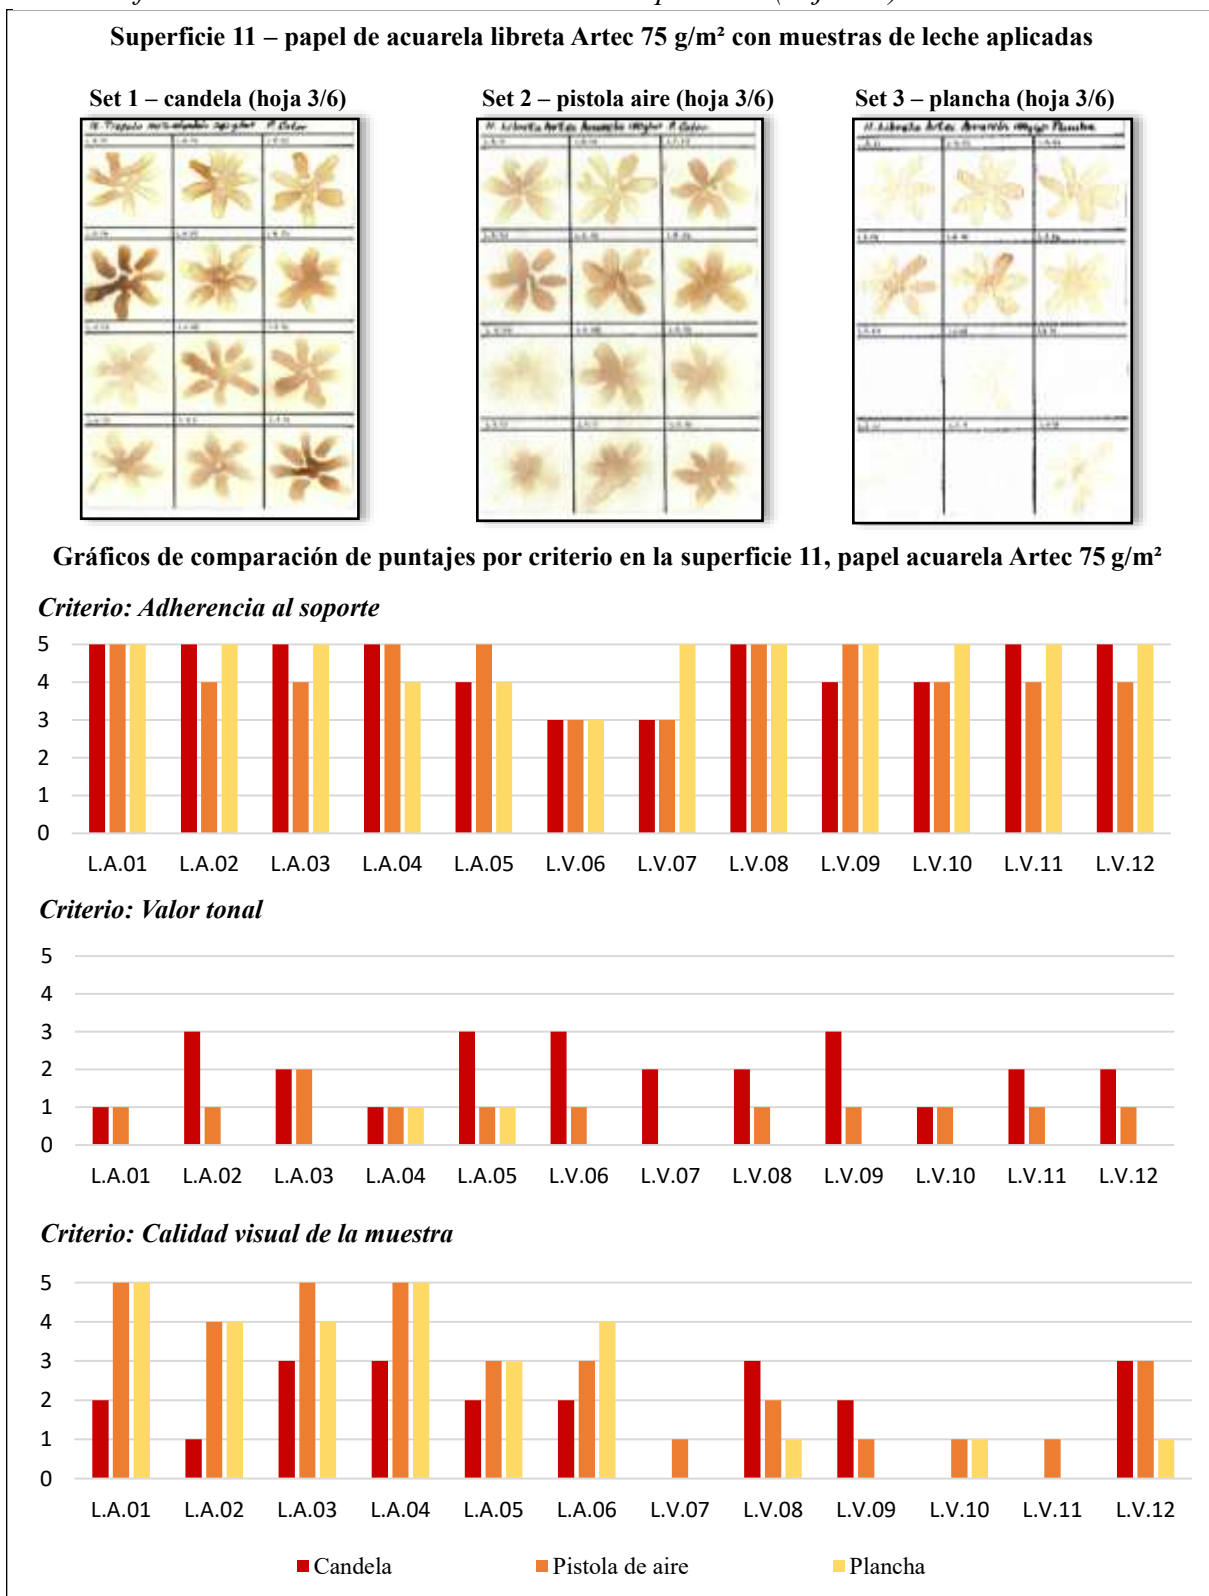 Superficie 11 – papel de acuarela libreta Artec 75 g/m² con muestras de leche aplicadas
Set 1 – candela (hoja 3/6)
Set 2 – pistola aire (hoja 3/6)
Set 3 – plancha (hoja 3/6)
Gráficos de comparación de puntajes por criterio en la superficie 11, papel acuarela Artec 75 g/m²
Criterio: Adherencia al soporte
5
4
3
2
1
0
L.A.01 L.A.02 L.A.03 L.A.04 L.A.05 L.V.06 L.V.07 L.V.08 L.V.09 L.V.10 L.V.11 L.V.12
Criterio: Valor tonal
5
4
3
2
1
0
L.A.01 L.A.02 L.A.03 L.A.04 L.A.05 L.V.06 L.V.07 L.V.08 L.V.09 L.V.10 L.V.11 L.V.12
Criterio: Calidad visual de la muestra
5
4
3
2
1
0
L.A.01 L.A.02 L.A.03 L.A.04 L.A.05 L.A.06 L.V.07 L.V.08 L.V.09 L.V.10 L.V.11 L.V.12
Candela Pistola de aire Plancha